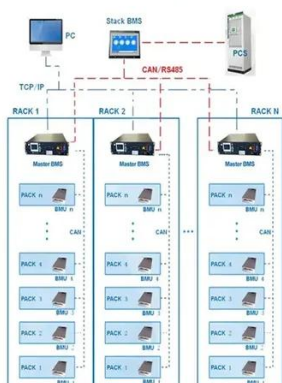 Stack BMS
PC
PCS
CAN/RS485
TCP/IP
RACK 1
RACK 2
RACK N
Master BMS
Master BMS
Master BMS
PACK n
BMU n
PACK n
BMU n
PACK n
BMU n
CAN
CAN
CAN
PACK 4
BMU 4
PACK 4
BMU 4
PACK 4
BMU 4
PACK 3
BMU 3
PACK 3
BMU 3
PACK 3
BMU 3
PACK 2
BMU 2
PACK 2
BMU 2
PACK 2
BMU 2
PACK 1
PACK 1
PACK 1